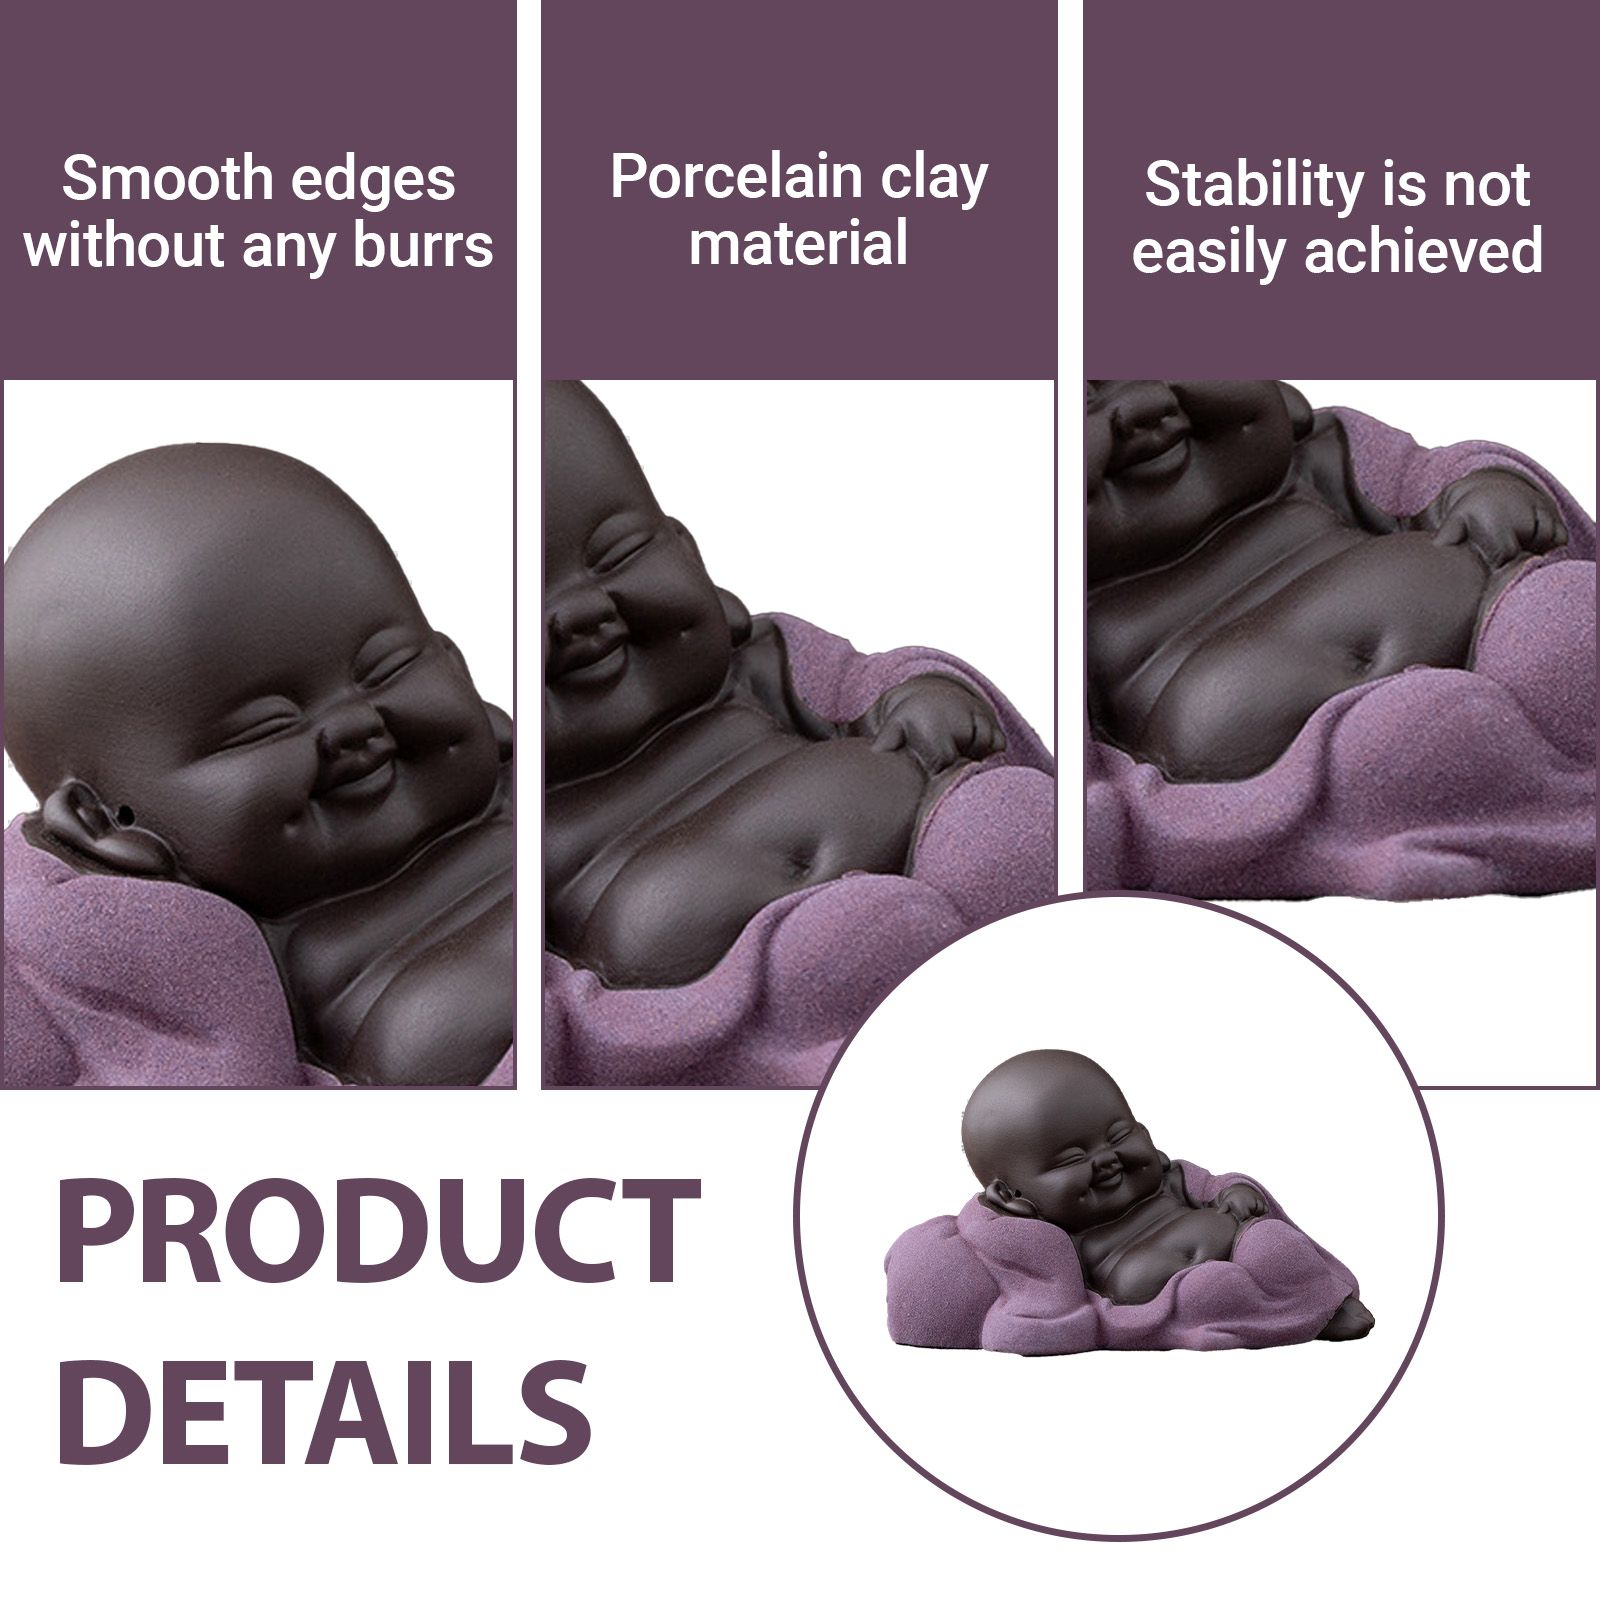 Smooth edges
without any burrs
Porcelain clay
material
Stability is not
easily achieved
PRODUCT
DETAILS